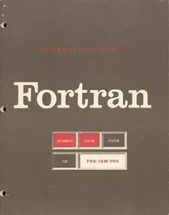 Fortran
AUTOMATIC CODING SYSTEM
FOR THE IBM 704